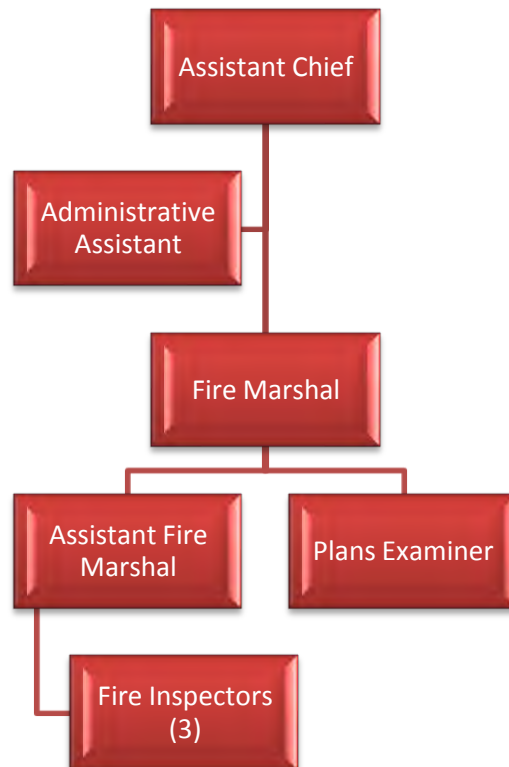 Assistant Chief
Administrative
Assistant
Fire Marshal
Assistant Fire
Marshal
Plans Examiner
Fire Inspectors
(3)